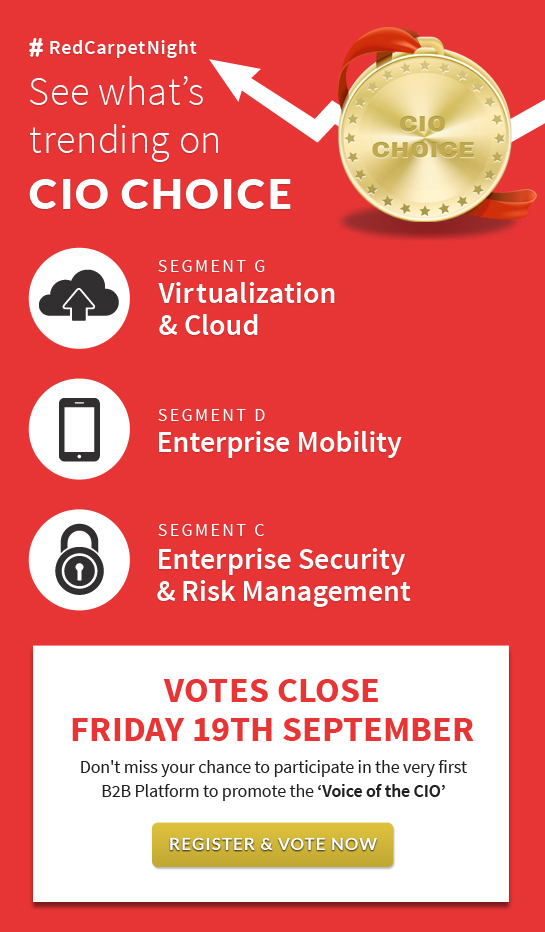 # RedCarpetNight
See what's
trending on
CIO CHOICE
CIO
CHOICE
SEGMENT G
Virtualization
& Cloud
SEGMENT D
Enterprise Mobility
SEGMENT C
Enterprise Security
& Risk Management
VOTES CLOSE
FRIDAY 19TH SEPTEMBER
Don't miss your chance to participate in the very first
B2B Platform to promote the ‘Voice of the CIO’
REGISTER & VOTE NOW